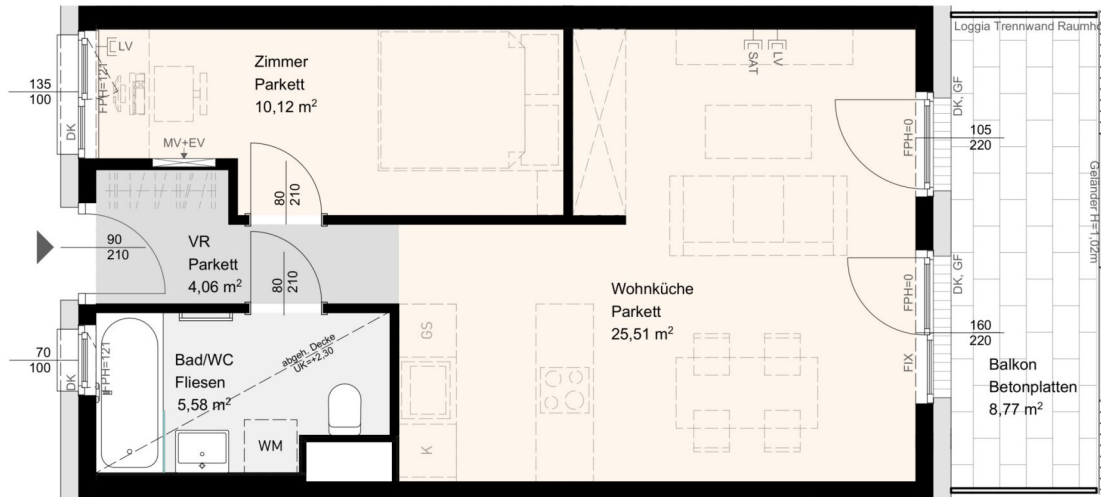 Loggia Trennwand Raumhö
LV
Zimmer
Parkett
10,12 m²
FPH=121
135
100
DK
MV+EV
SAT
LV
DK, GF
FPH=0
105
220
Geländer H=1,02m
80
210
90
210
VR
Parkett
4,06 m²
80
210
Wohnküche
Parkett
25,51 m²
DK, GF
FPH=0
160
220
FIX
Balkon
Betonplatten
8,77 m²
70
100
DK
FPH=121
Bad/WC
Fliesen
5,58 m²
abgeh. Decke
UK=+2,30
GS
K
WM